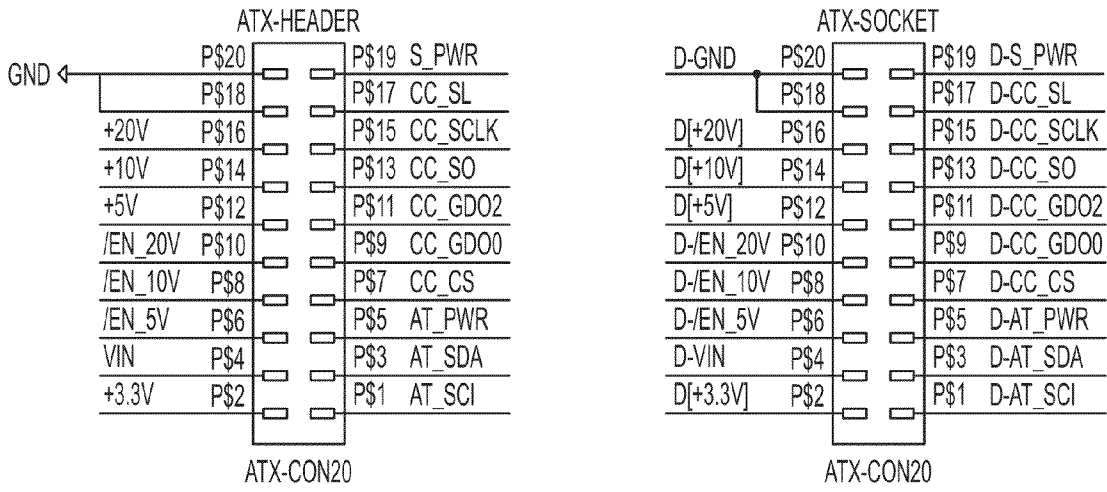 ATX-HEADER
P$20 P$19 S_PWR
GND
P$18 P$17 CC_SL
+20V P$16 P$15 CC_SCLK
+10V P$14 P$13 CC_SO
+5V P$12 P$11 CC_GDO2
/EN_20V P$10 P$9 CC_GDO0
/EN_10V P$8 P$7 CC_CS
/EN_5V P$6 P$5 AT_PWR
VIN P$4 P$3 AT_SDA
+3.3V P$2 P$1 AT_SCI
ATX-CON20
ATX-SOCKET
D-GND P$20 P$19 D-S_PWR
P$18 P$17 D-CC_SL
D[+20V] P$16 P$15 D-CC_SCLK
D[+10V] P$14 P$13 D-CC_SO
D[+5V] P$12 P$11 D-CC_GDO2
D-/EN_20V P$10 P$9 D-CC_GDO0
D-/EN_10V P$8 P$7 D-CC_CS
D-/EN_5V P$6 P$5 D-AT_PWR
D-VIN P$4 P$3 D-AT_SDA
D[+3.3V] P$2 P$1 D-AT_SCI
ATX-CON20